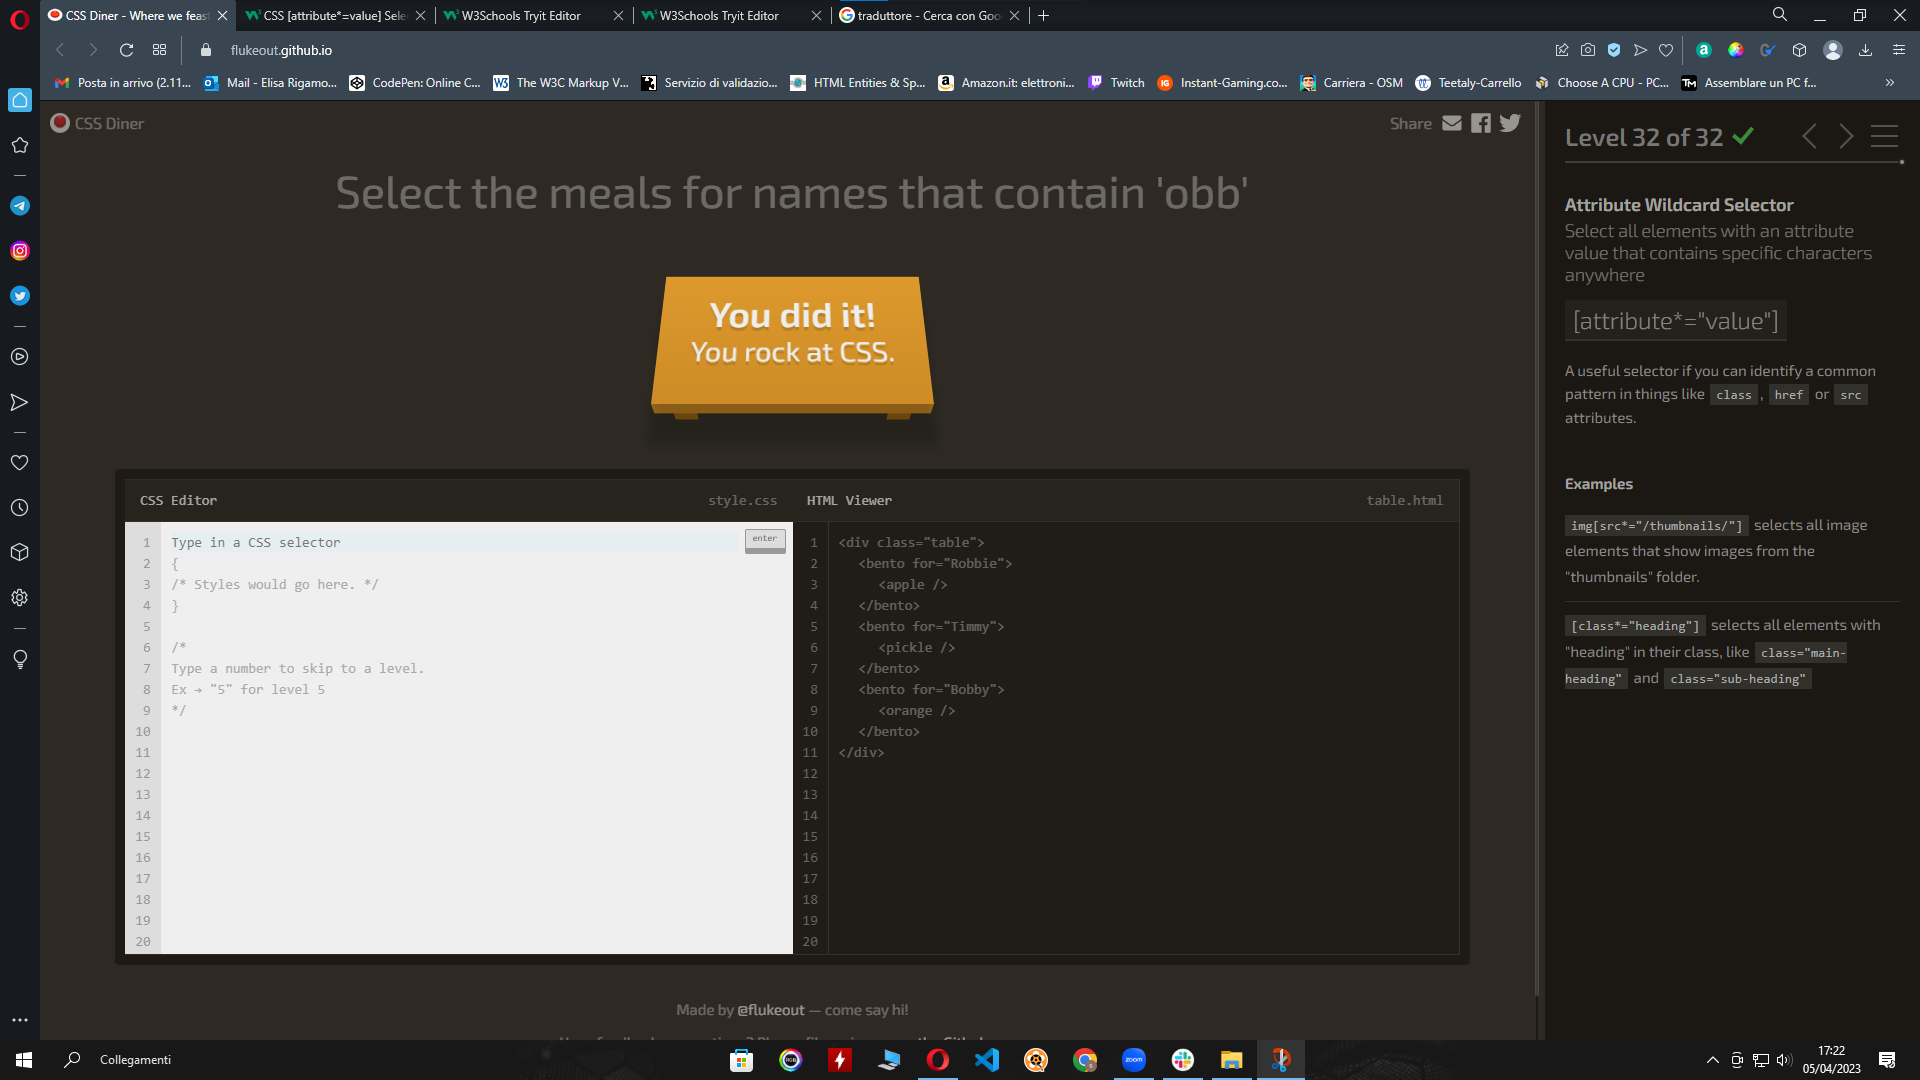 CSS Diner - Where we feast
CSS [attribute*=value] Sele
W3Schools Tryit Editor
W3Schools Tryit Editor
traduttore - Cerca con Goo
flukeout.github.io
Posta in arrivo (2.11...
Mail - Elisa Rigamo...
CodePen: Online C...
The W3C Markup V...
Servizio di validazio...
HTML Entities & Sp...
Amazon.it: elettroni...
Twitch
Instant-Gaming.co...
Carriera - OSM
Teetaly-Carrello
Choose A CPU - PC...
Assemblare un PC f...
CSS Diner
Share
Select the meals for names that contain 'obb'
You did it!
You rock at CSS.
CSS Editor
style.css
HTML Viewer
table.html
1 Type in a CSS selector
enter
2 {
3 /* Styles would go here. */
4 }
5
6 /*
7 Type a number to skip to a level.
8 Ex → "5" for level 5
9 */
10
11
12
13
14
15
16
17
18
19
20
1 <div class="table">
2 <bento for="Robbie">
3 <apple />
4 </bento>
5 <bento for="Timmy">
6 <pickle />
7 </bento>
8 <bento for="Bobby">
9 <orange />
10 </bento>
11 </div>
12
13
14
15
16
17
18
19
20
Made by @flukeout — come say hi!
Level 32 of 32
Attribute Wildcard Selector
Select all elements with an attribute
value that contains specific characters
anywhere
[attribute*="value"]
A useful selector if you can identify a common
pattern in things like class , href or src
attributes.
Examples
img[src*="/thumbnails/"] selects all image
elements that show images from the
"thumbnails" folder.
[class*="heading"] selects all elements with
"heading" in their class, like class="main-
heading" and class="sub-heading"
Collegamenti
zoom
17:22
05/04/2023